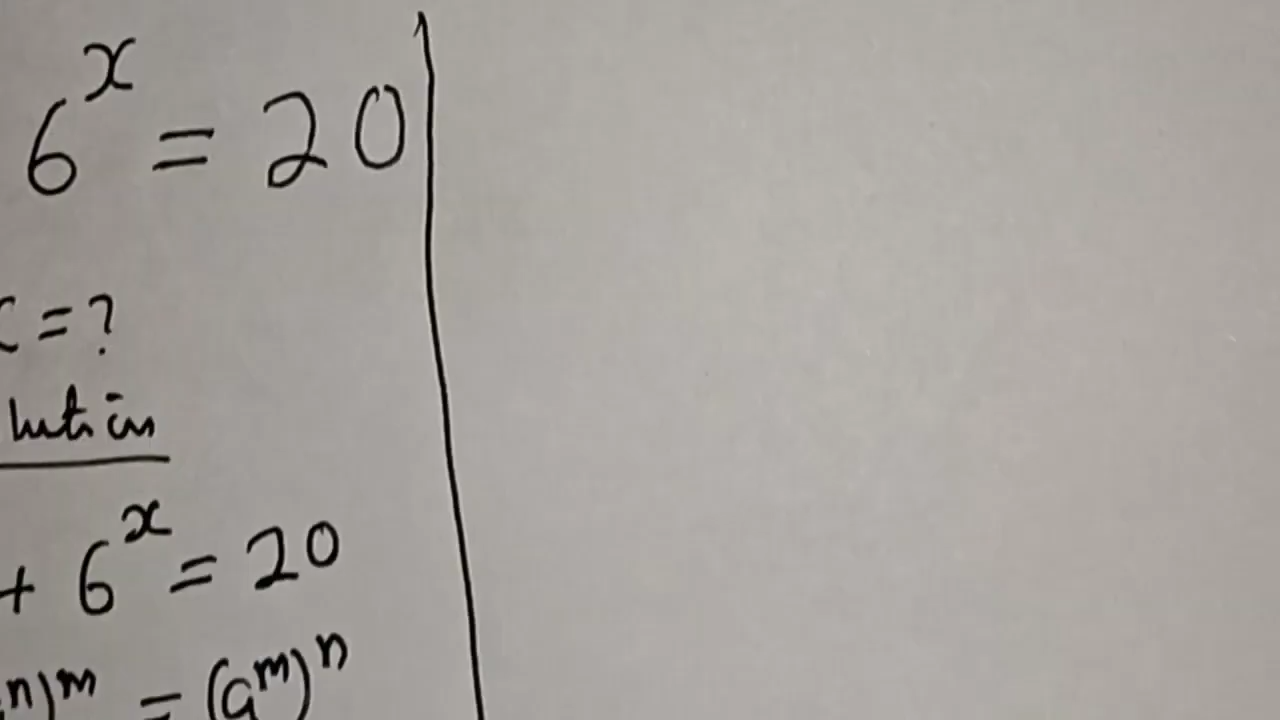 6^x = 20
= ?
lution
+ 6^x = 20
n)^m = (a^m)^n